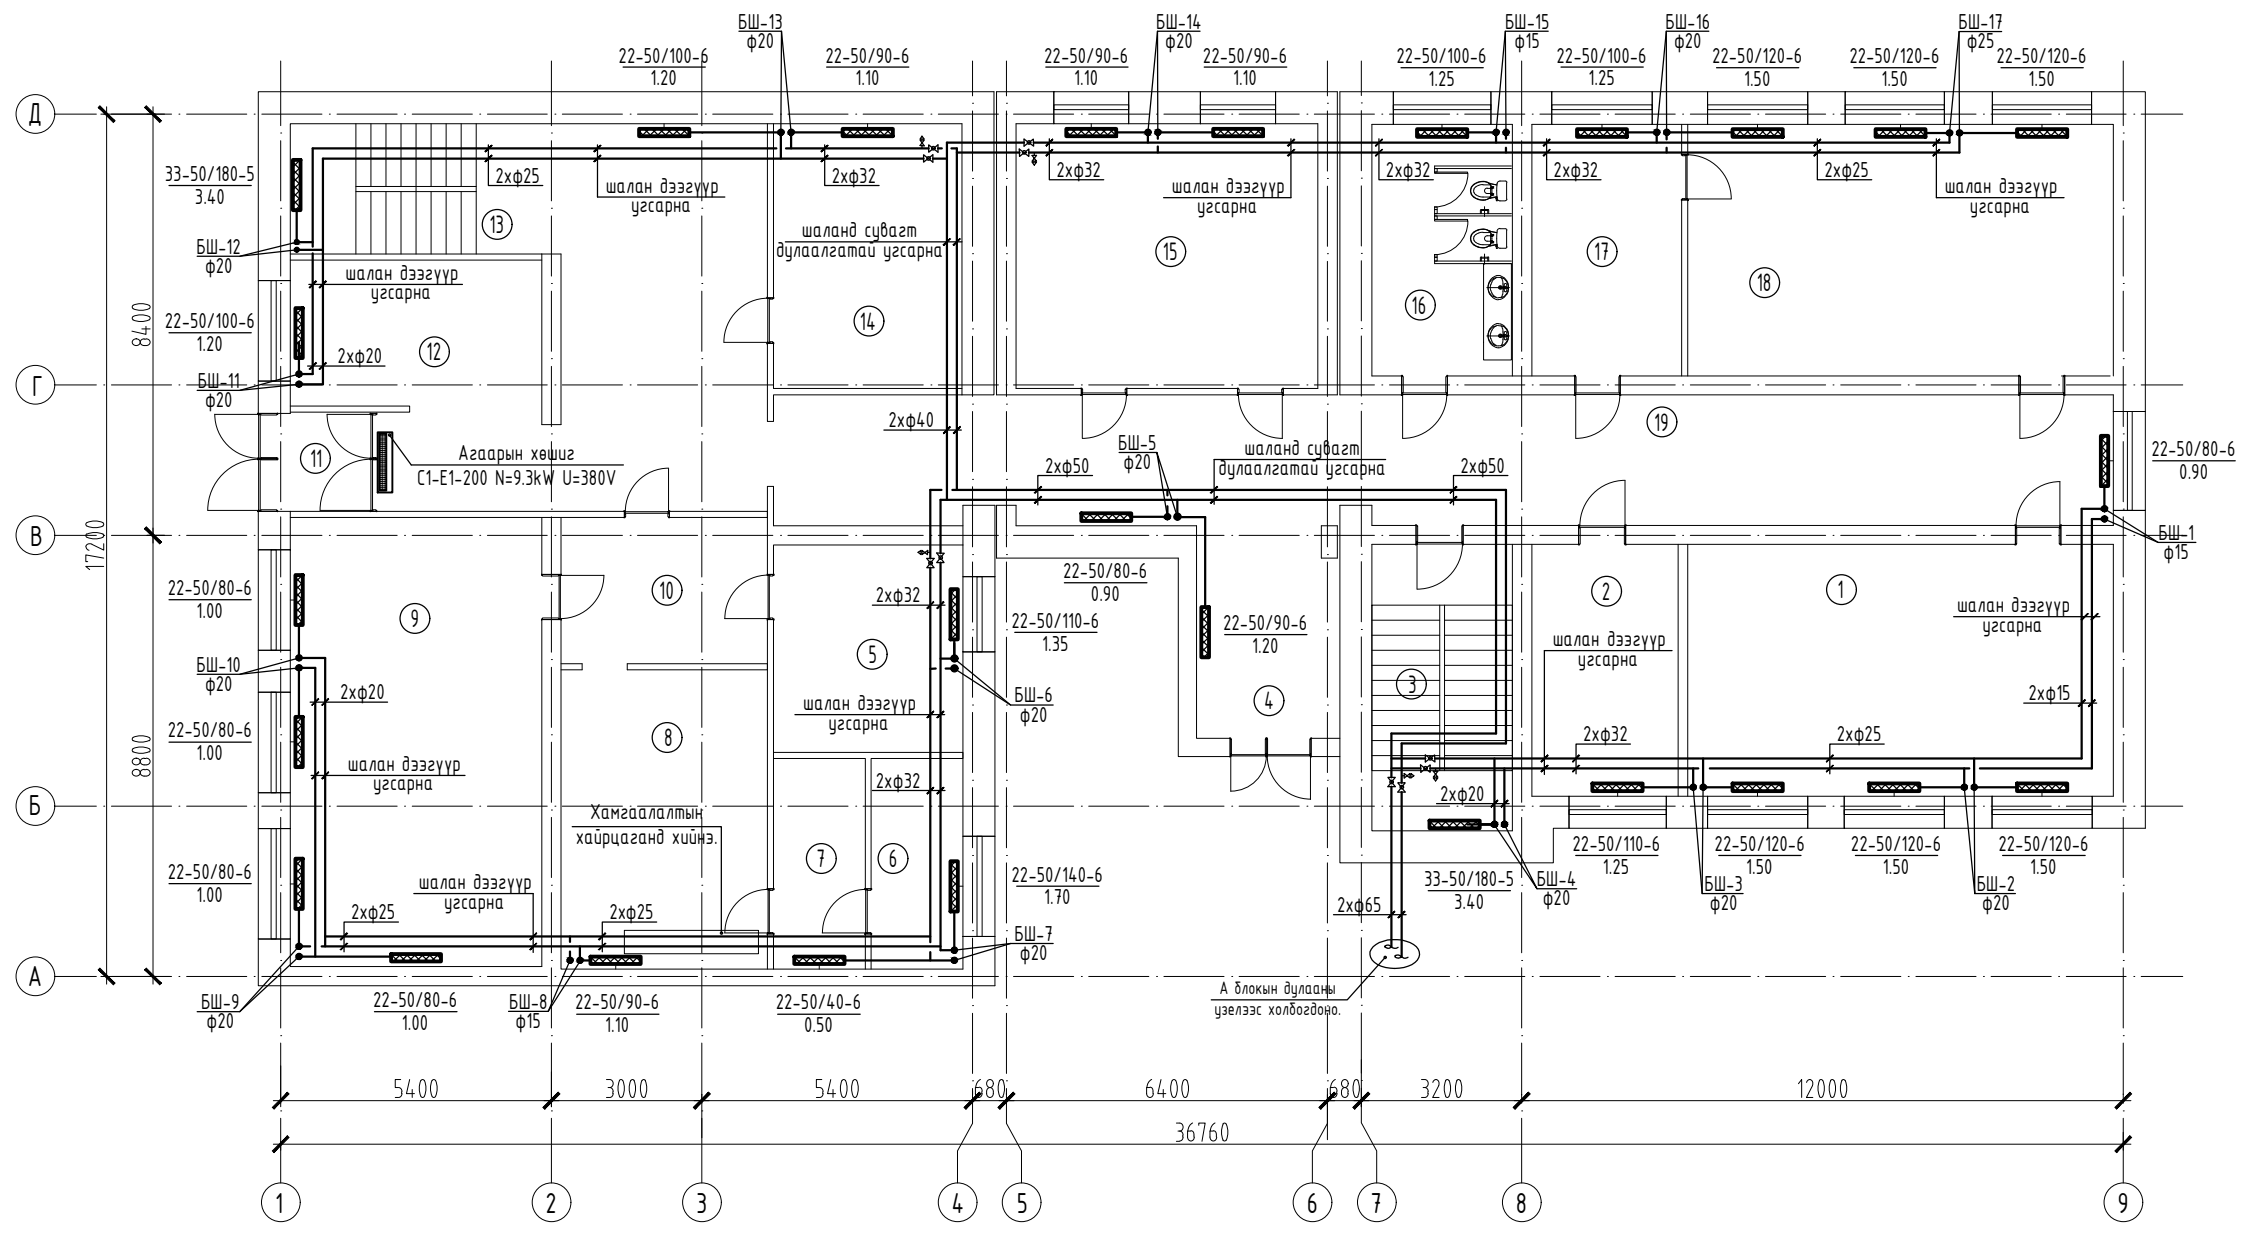 БШ-13
ф20
БШ-14
ф20
БШ-15
ф15
БШ-16
ф20
БШ-17
ф25
22-50/100-6
1.20
22-50/90-6
1.10
22-50/90-6
1.10
22-50/90-6
1.10
22-50/100-6
1.25
22-50/100-6
1.25
22-50/120-6
1.50
22-50/120-6
1.50
22-50/120-6
1.50
Д
33-50/180-5
3.40
2хф25
шалан дээгүүр
угсарна
2хф32
2хф32
шалан дээгүүр
угсарна
2хф32
2хф32
2хф25
шалан дээгүүр
угсарна
13
БШ-12
ф20
шаланд сувагт
дулаалгатай угсарна
15
17
18
шалан дээгүүр
угсарна
16
14
22-50/100-6
1.20
12
2хф20
8400
БШ-11
ф20
Г
2хф40
19
11
Агаарын хөшиг
С1-Е1-200 N=9.3kW U=380V
БШ-5
ф20
2хф50
шаланд сувагт
дулаалгатай угсарна
2хф50
22-50/80-6
0.90
В
17200
БШ-1
ф15
22-50/80-6
1.00
9
10
2хф32
22-50/80-6
0.90
2
1
22-50/110-6
1.35
22-50/90-6
1.20
шалан дээгүүр
угсарна
5
шалан дээгүүр
угсарна
БШ-10
ф20
2хф20
БШ-6
ф20
3
4
2хф15
шалан дээгүүр
угсарна
22-50/80-6
1.00
8
2хф32
2хф25
8800
шалан дээгүүр
угсарна
2хф32
2хф20
Б
Хамгаалалтын
хайрцаганд хийнэ.
7
6
22-50/110-6
1.25
22-50/120-6
1.50
22-50/120-6
1.50
22-50/120-6
1.50
22-50/80-6
1.00
шалан дээгүүр
угсарна
22-50/140-6
1.70
33-50/180-5
3.40
БШ-4
ф20
БШ-3
ф20
БШ-2
ф20
2хф25
2хф25
2хф65
БШ-7
ф20
А
БШ-9
ф20
22-50/80-6
1.00
БШ-8
ф15
22-50/90-6
1.10
22-50/40-6
0.50
А блокын дулааны
узелээс холбогдоно.
5400
3000
5400
680
6400
680
3200
12000
36760
1
2
3
4
5
6
7
8
9